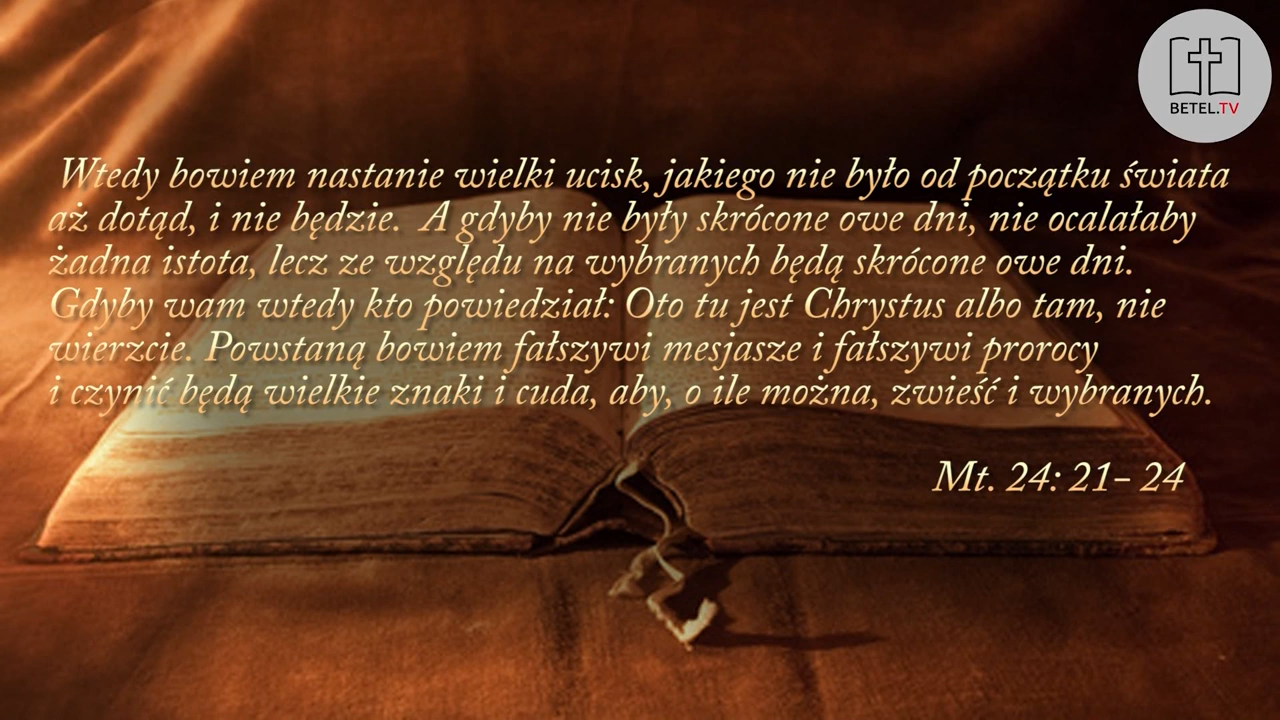 BETEL.TV
Wtedy bowiem nastanie wielki ucisk, jakiego nie było od początku świata
aż dotąd, i nie będzie. A gdyby nie były skrócone owe dni, nie ocalałaby
żadna istota, lecz ze względu na wybranych będą skrócone owe dni.
Gdyby wam wtedy kto powiedział: Oto tu jest Chrystus albo tam, nie
wierzcie. Powstaną bowiem fałszywi mesjasze i fałszywi prorocy
i czynić będą wielkie znaki i cuda, aby, o ile można, zwieść i wybranych.
Mt. 24: 21- 24